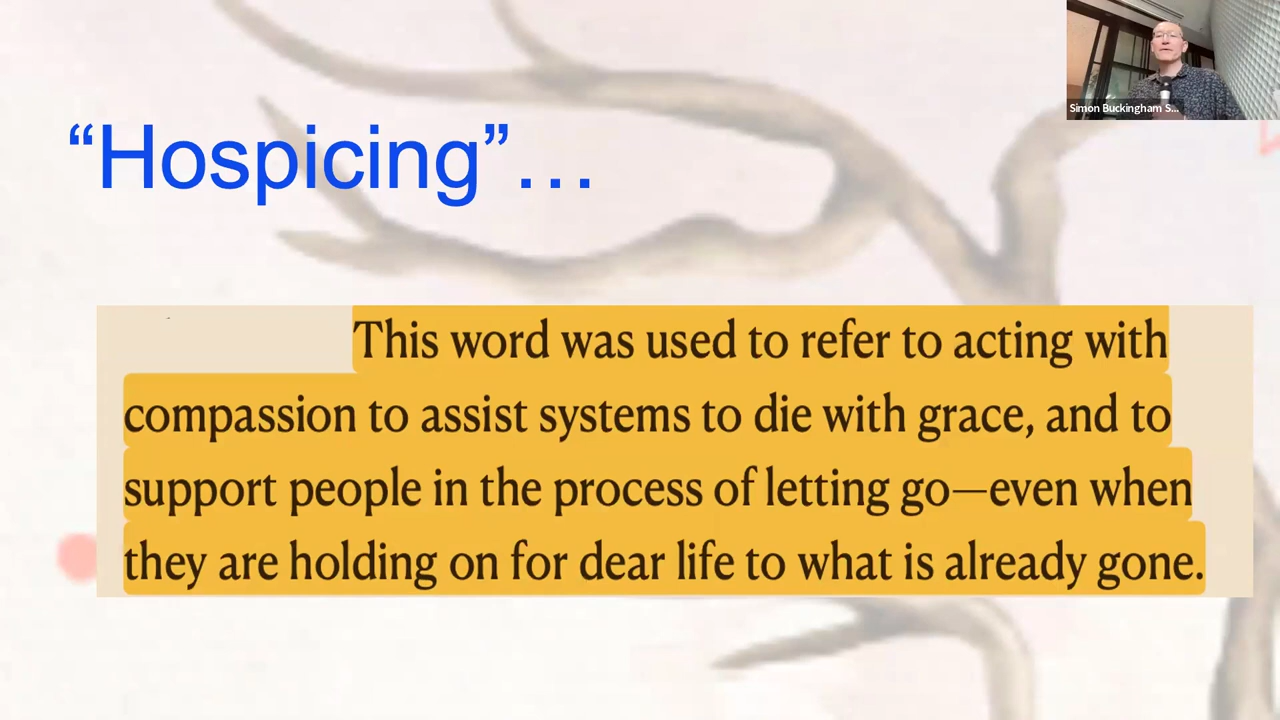 “Hospicing”…
Simon Buckingham S...
This word was used to refer to acting with
compassion to assist systems to die with grace, and to
support people in the process of letting go—even when
they are holding on for dear life to what is already gone.